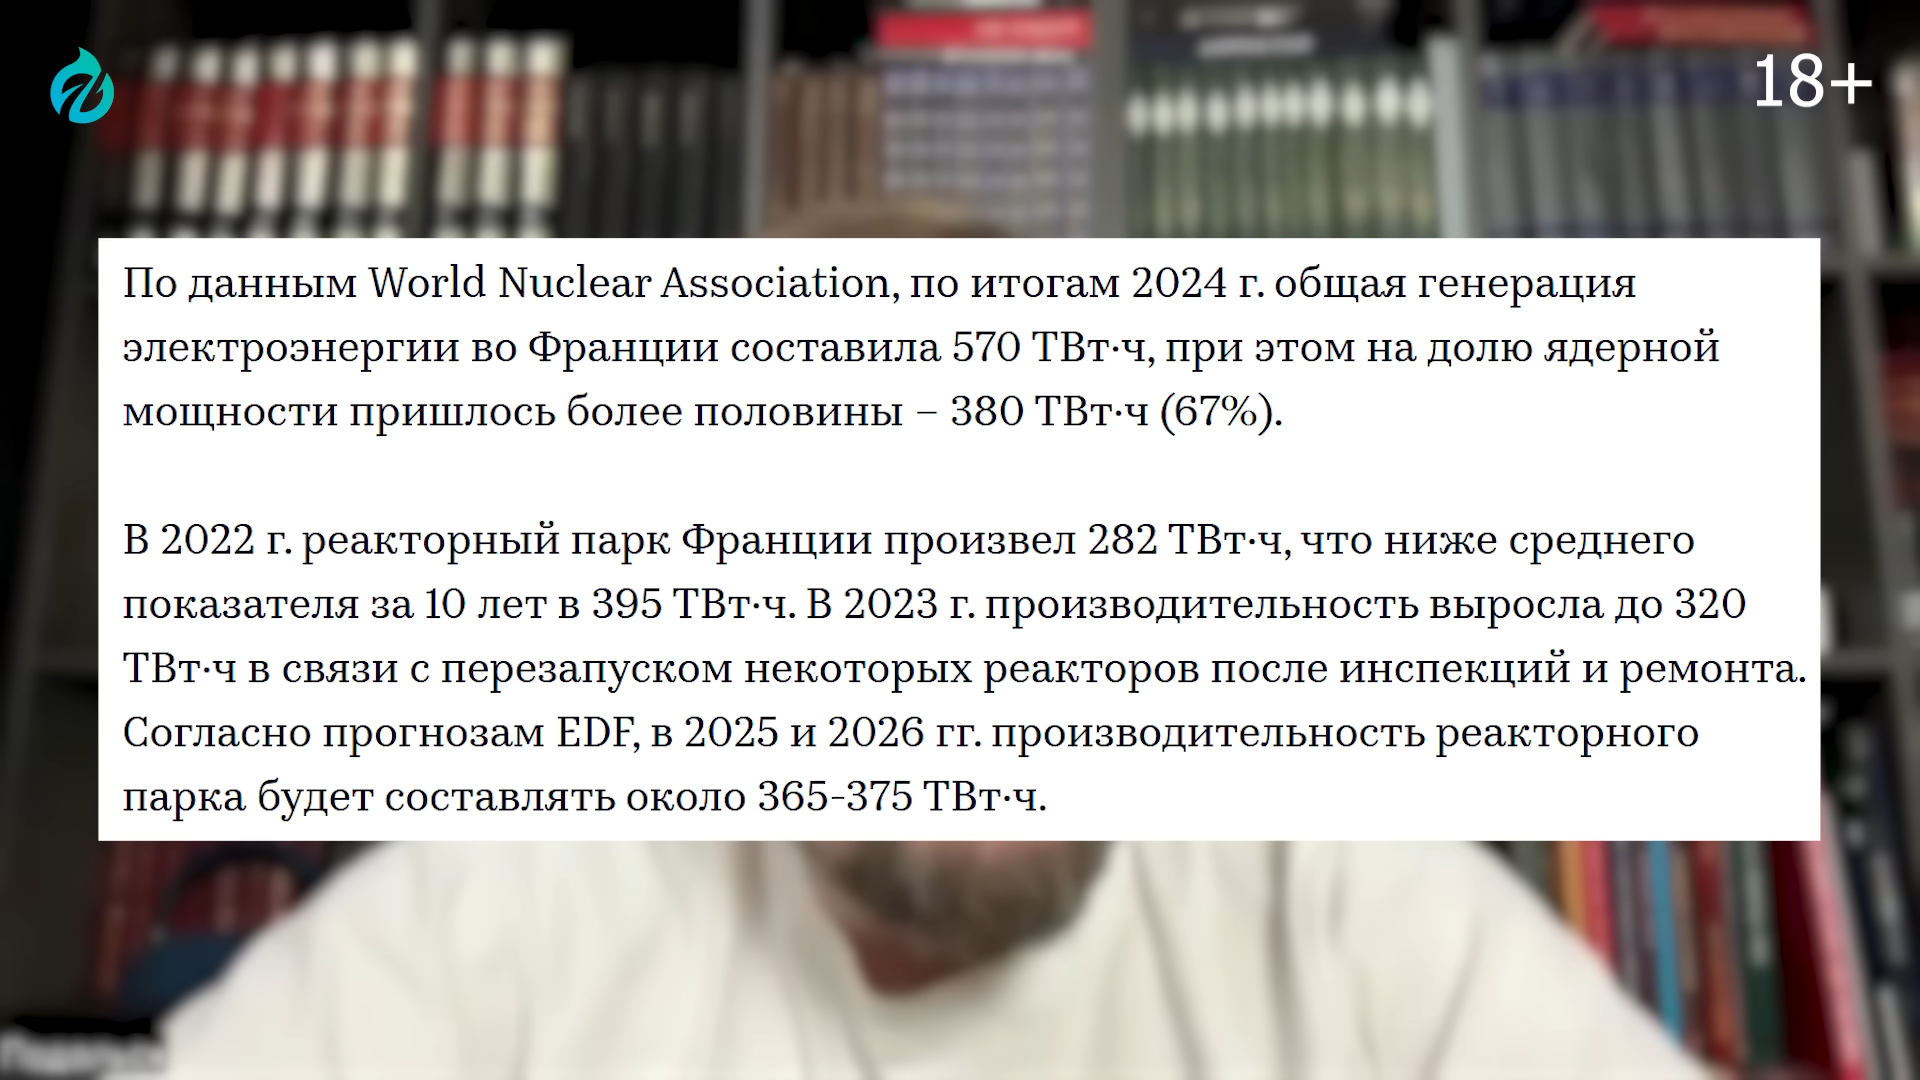 18+
По данным World Nuclear Association, по итогам 2024 г. общая генерация
электроэнергии во Франции составила 570 ТВт·ч, при этом на долю ядерной
мощности пришлось более половины – 380 ТВт·ч (67%).
В 2022 г. реакторный парк Франции произвел 282 ТВт·ч, что ниже среднего
показателя за 10 лет в 395 ТВт·ч. В 2023 г. производительность выросла до 320
ТВт·ч в связи с перезапуском некоторых реакторов после инспекций и ремонта.
Согласно прогнозам EDF, в 2025 и 2026 гг. производительность реакторного
парка будет составлять около 365-375 ТВт·ч.